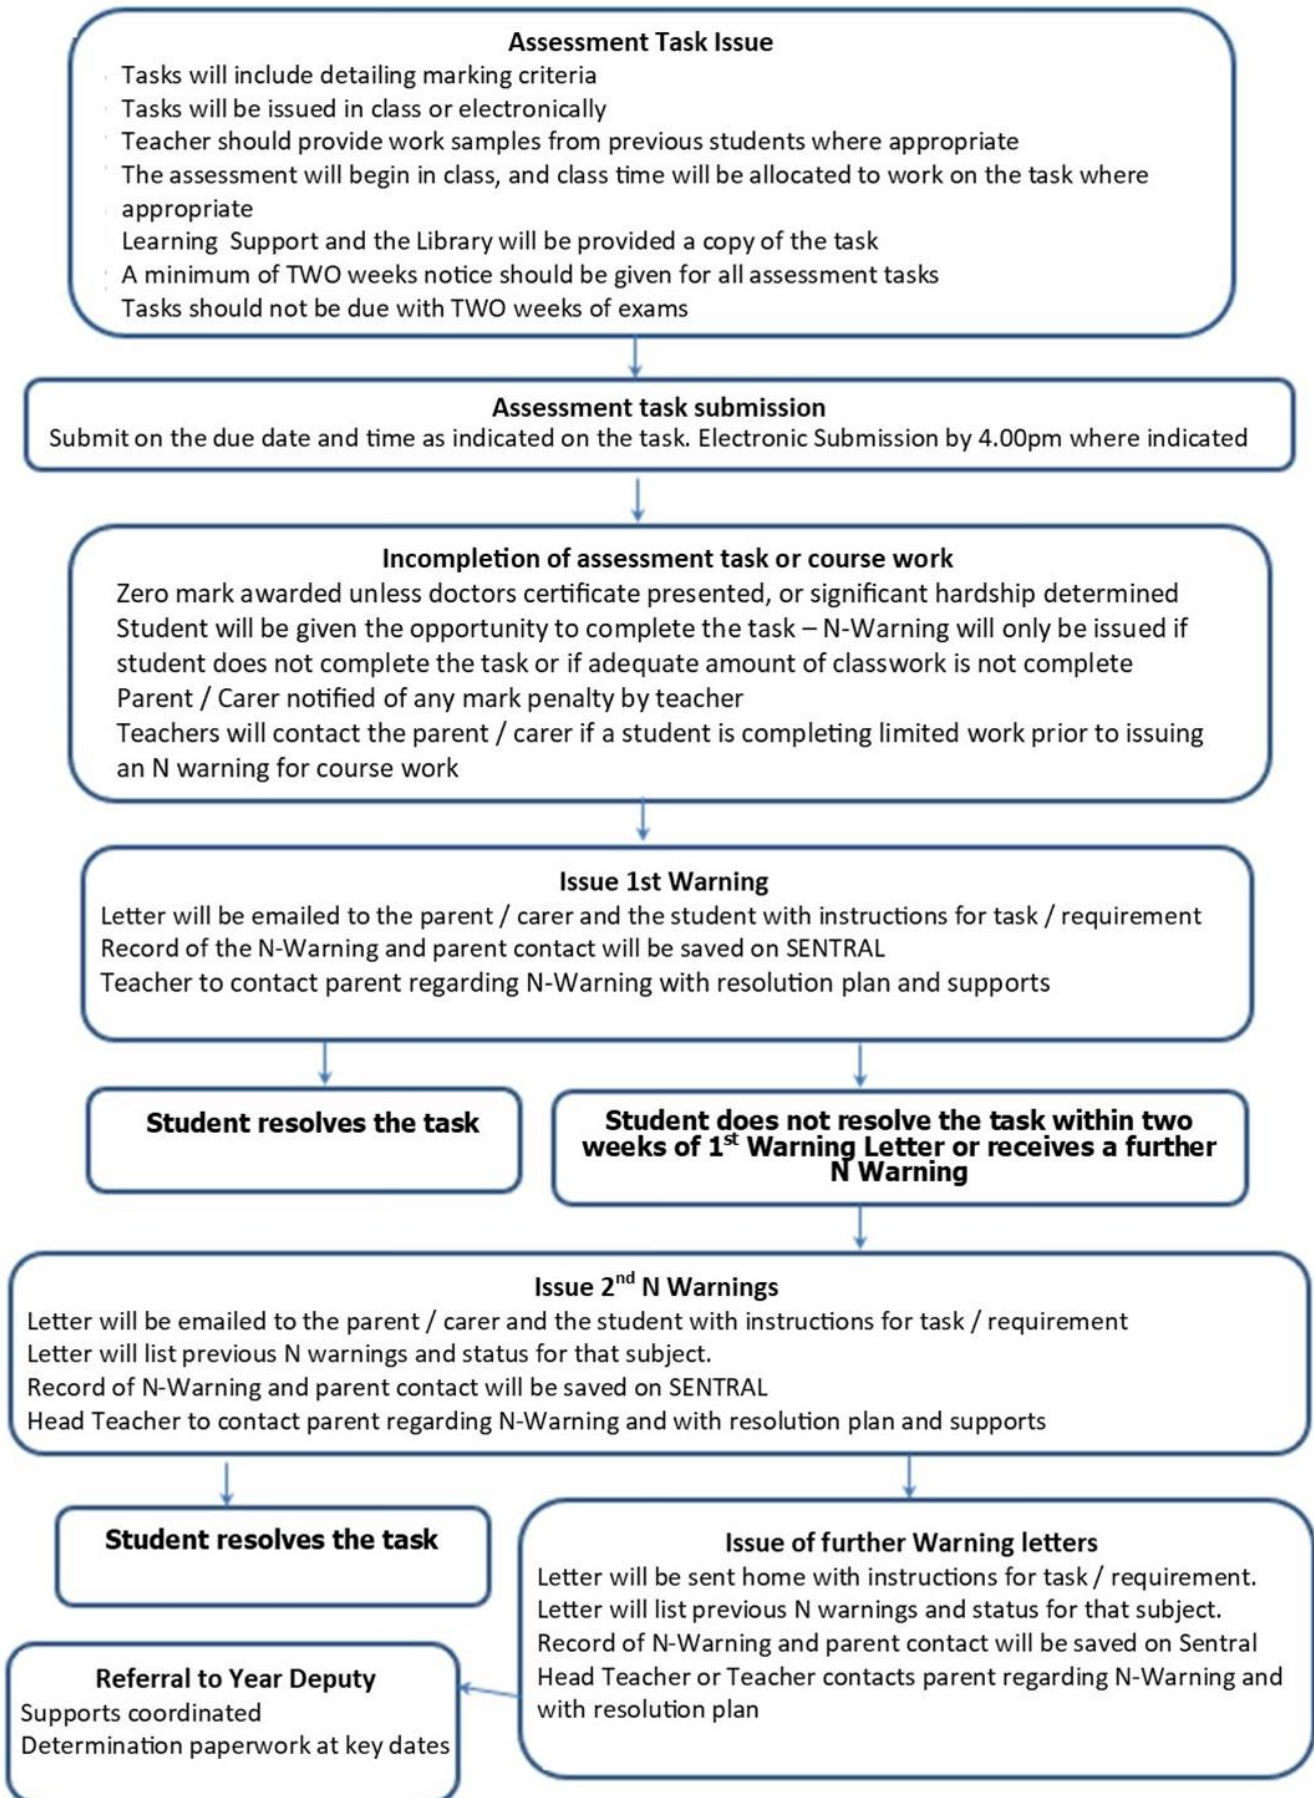 Assessment Task Issue
Tasks will include detailing marking criteria
Tasks will be issued in class or electronically
Teacher should provide work samples from previous students where appropriate
The assessment will begin in class, and class time will be allocated to work on the task where
appropriate
Learning Support and the Library will be provided a copy of the task
A minimum of TWO weeks notice should be given for all assessment tasks
Tasks should not be due with TWO weeks of exams
Assessment task submission
Submit on the due date and time as indicated on the task. Electronic Submission by 4.00pm where indicated
Incompletion of assessment task or course work
Zero mark awarded unless doctors certificate presented, or significant hardship determined
Student will be given the opportunity to complete the task – N-Warning will only be issued if
student does not complete the task or if adequate amount of classwork is not complete
Parent / Carer notified of any mark penalty by teacher
Teachers will contact the parent / carer if a student is completing limited work prior to issuing
an N warning for course work
Issue 1st Warning
Letter will be emailed to the parent / carer and the student with instructions for task / requirement
Record of the N-Warning and parent contact will be saved on SENTRAL
Teacher to contact parent regarding N-Warning with resolution plan and supports
Student resolves the task
Student does not resolve the task within two
weeks of 1st Warning Letter or receives a further
N Warning
Issue 2nd N Warnings
Letter will be emailed to the parent / carer and the student with instructions for task / requirement
Letter will list previous N warnings and status for that subject.
Record of N-Warning and parent contact will be saved on SENTRAL
Head Teacher to contact parent regarding N-Warning and with resolution plan and supports
Student resolves the task
Issue of further Warning letters
Letter will be sent home with instructions for task / requirement.
Letter will list previous N warnings and status for that subject.
Record of N-Warning and parent contact will be saved on Sentral
Head Teacher or Teacher contacts parent regarding N-Warning and
with resolution plan
Referral to Year Deputy
Supports coordinated
Determination paperwork at key dates